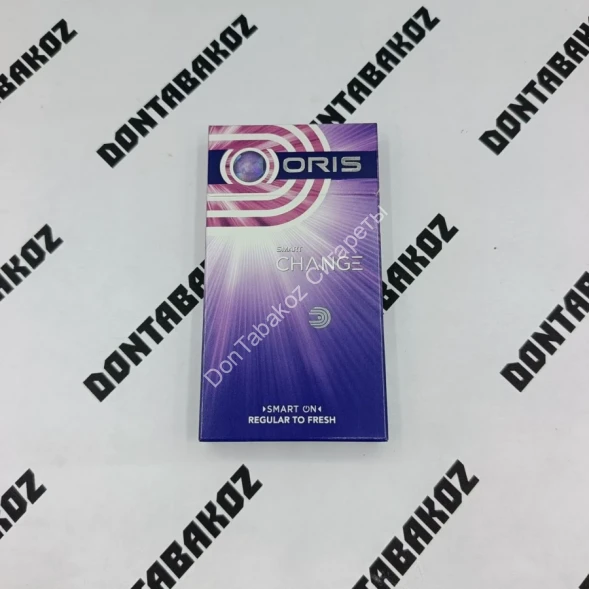 DONTABAKOZ
DONTABAKOZ
DONTABAKOZ
DONTABAKOZ
ORIS
SMART
CHANGE
DonTabakoz Сигареты
SMART ON
REGULAR TO FRESH
DONTABAKOZ
DONTABAKOZ
DONTABAKOZ
DONTABAKOZ